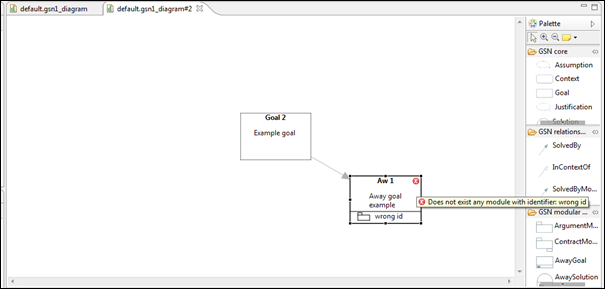 default.gsn1_diagram
default.gsn1_diagram#2
Palette
GSN core
Assumption
Context
Goal
Justification
Solution
GSN relations...
SolvedBy
InContextOf
SolvedByMo...
GSN modular ...
ArgumentM...
ContractMo...
AwayGoal
AwaySolution
Goal 2
Example goal
Aw 1
Away goal
example
wrong id
Does not exist any module with identifier: wrong id